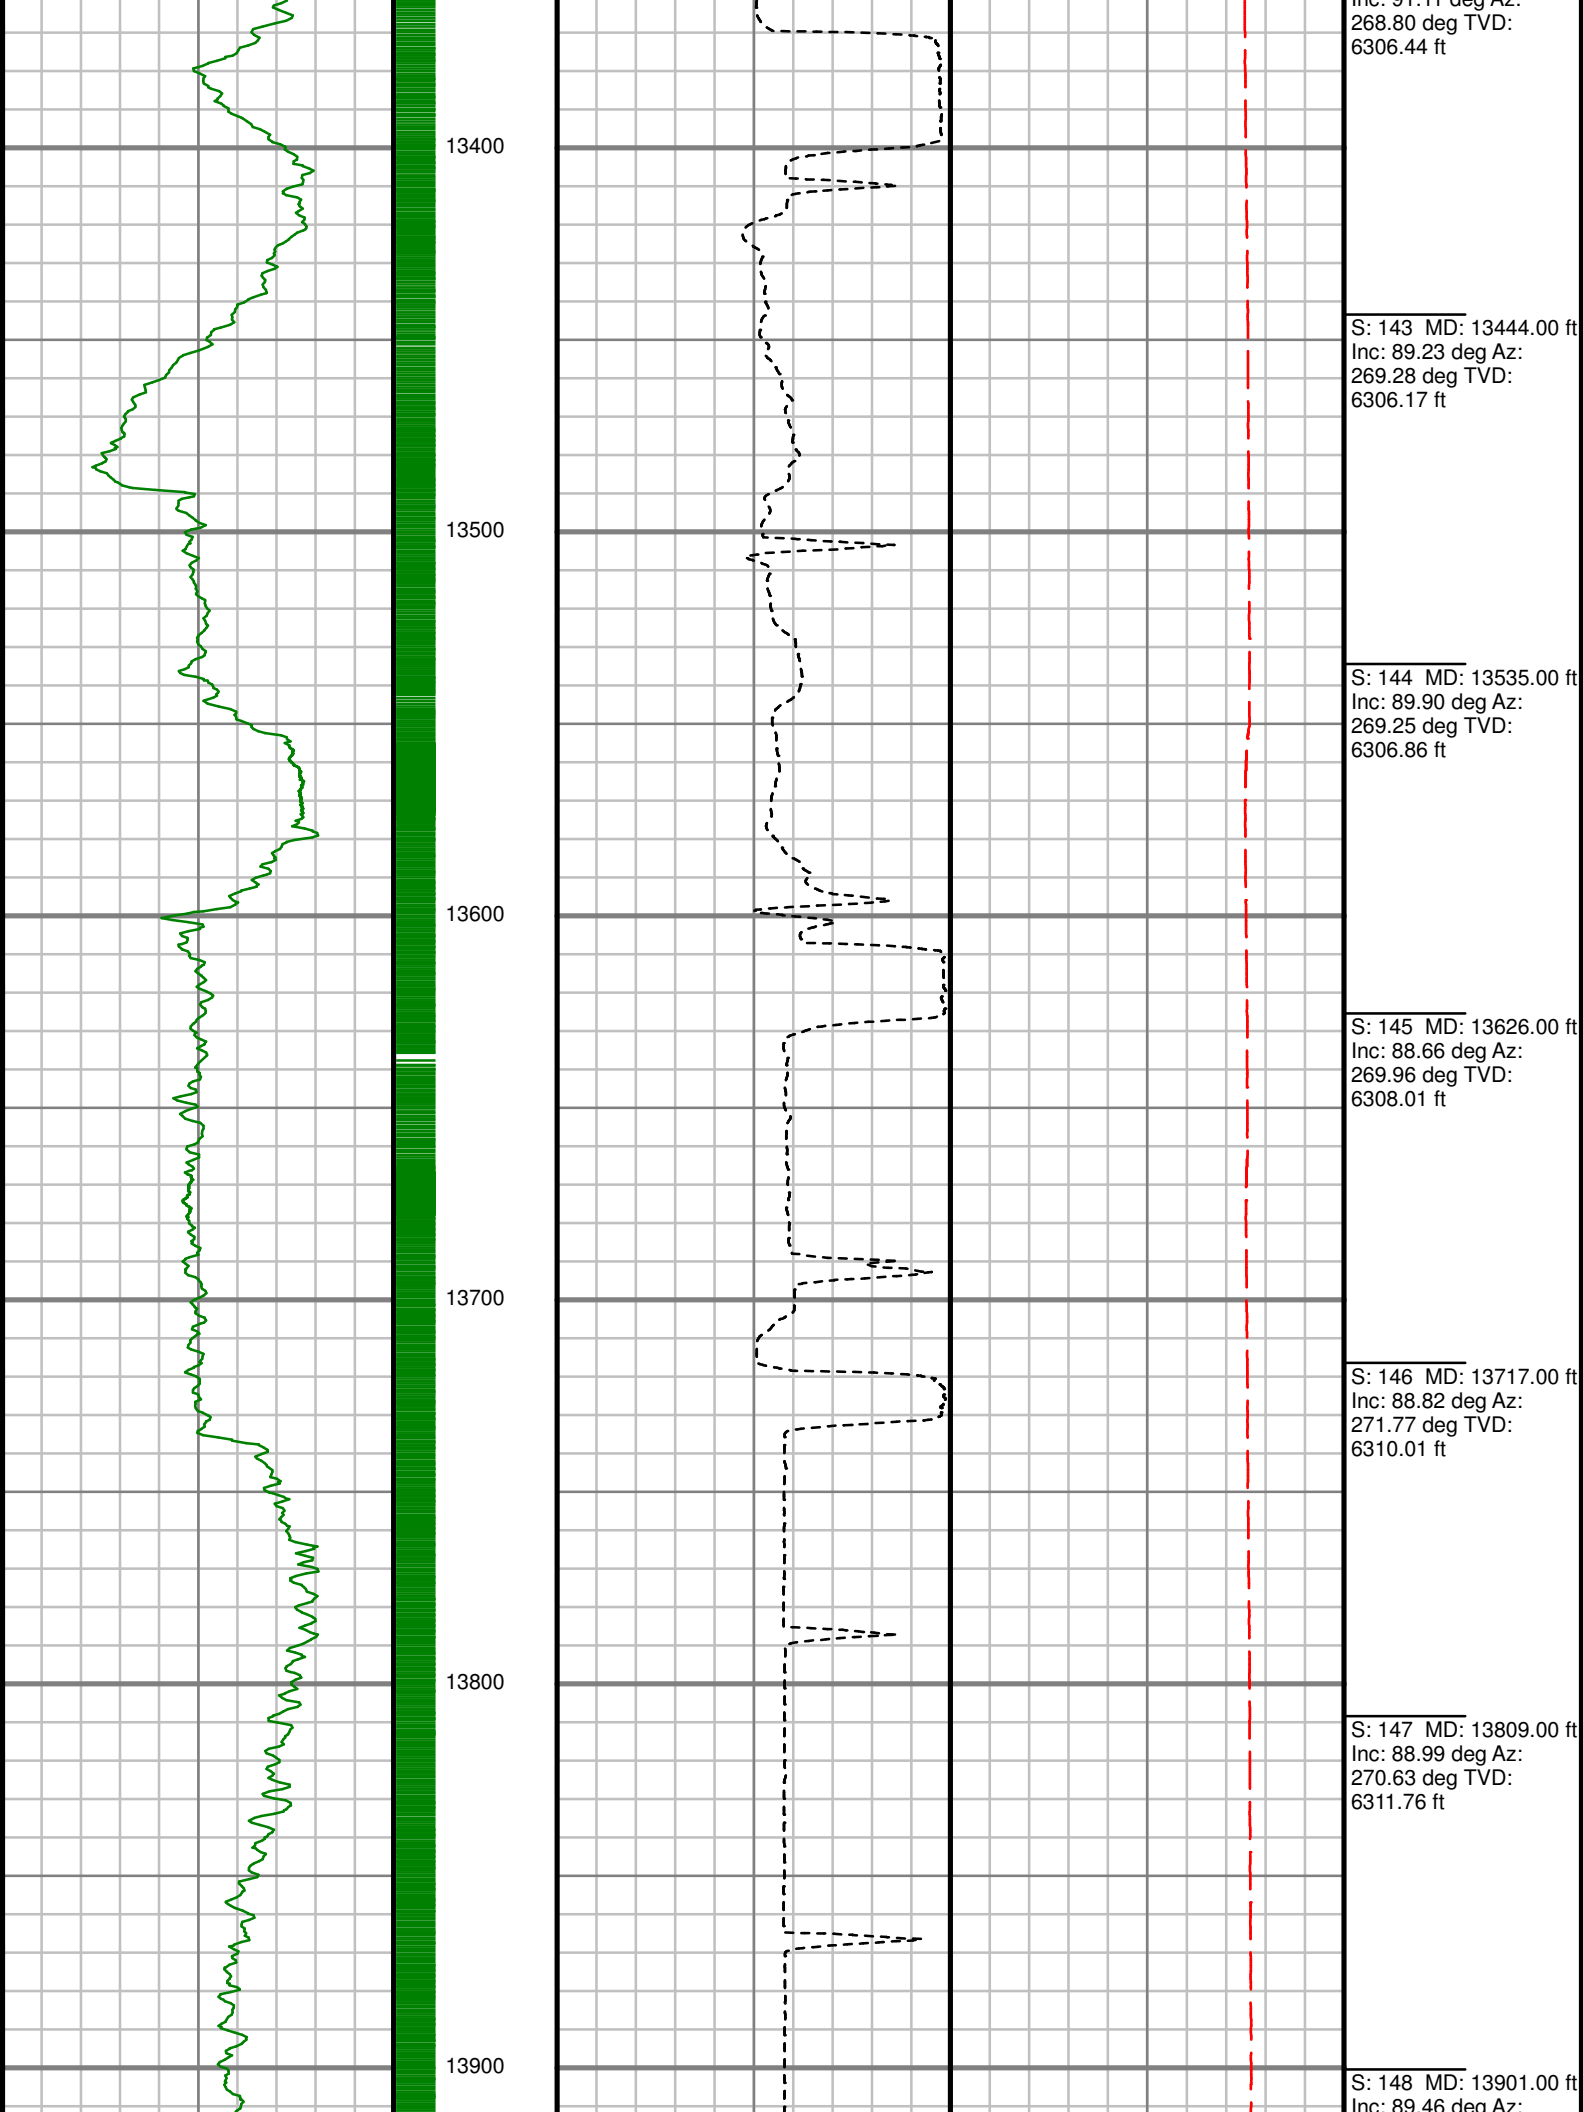 268.80 deg TVD:
6306.44 ft
13400
S: 143 MD: 13444.00 ft
Inc: 89.23 deg Az:
269.28 deg TVD:
6306.17 ft
13500
S: 144 MD: 13535.00 ft
Inc: 89.90 deg Az:
269.25 deg TVD:
6306.86 ft
13600
S: 145 MD: 13626.00 ft
Inc: 88.66 deg Az:
269.96 deg TVD:
6308.01 ft
13700
S: 146 MD: 13717.00 ft
Inc: 88.82 deg Az:
271.77 deg TVD:
6310.01 ft
13800
S: 147 MD: 13809.00 ft
Inc: 88.99 deg Az:
270.63 deg TVD:
6311.76 ft
13900
S: 148 MD: 13901.00 ft
Inc: 89.46 deg Az: